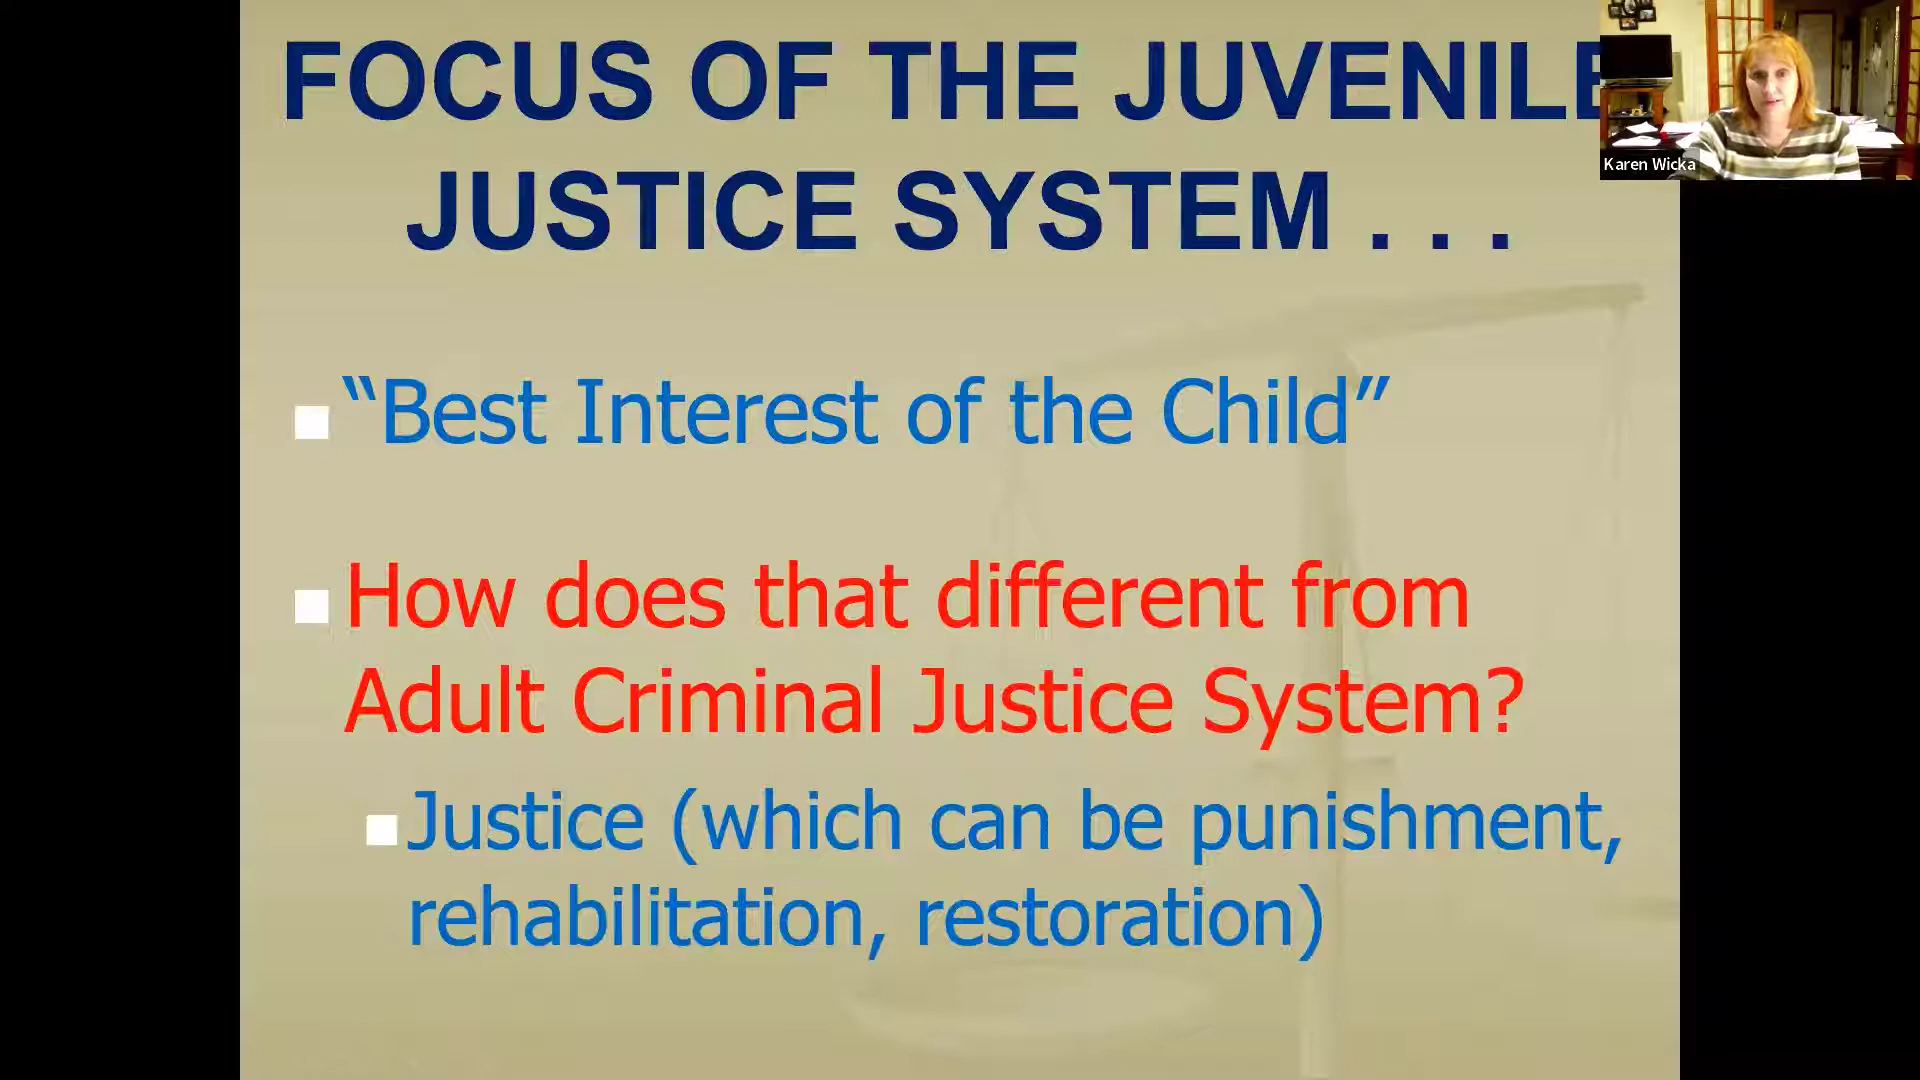 FOCUS OF THE JUVENILE
JUSTICE SYSTEM . . .
Karen Wicka
“Best Interest of the Child”
How does that different from
Adult Criminal Justice System?
Justice (which can be punishment,
rehabilitation, restoration)